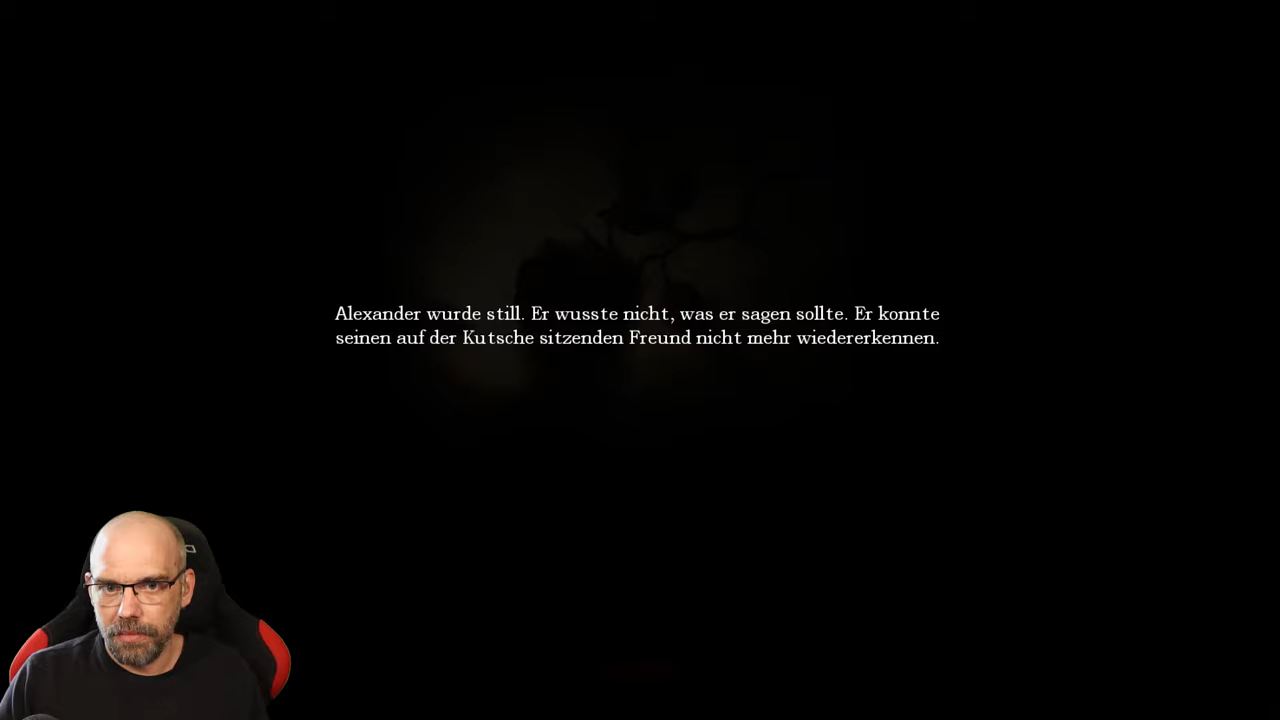 Alexander wurde still. Er wusste nicht, was er sagen sollte. Er konnte
seinen auf der Kutsche sitzenden Freund nicht mehr wiedererkennen.